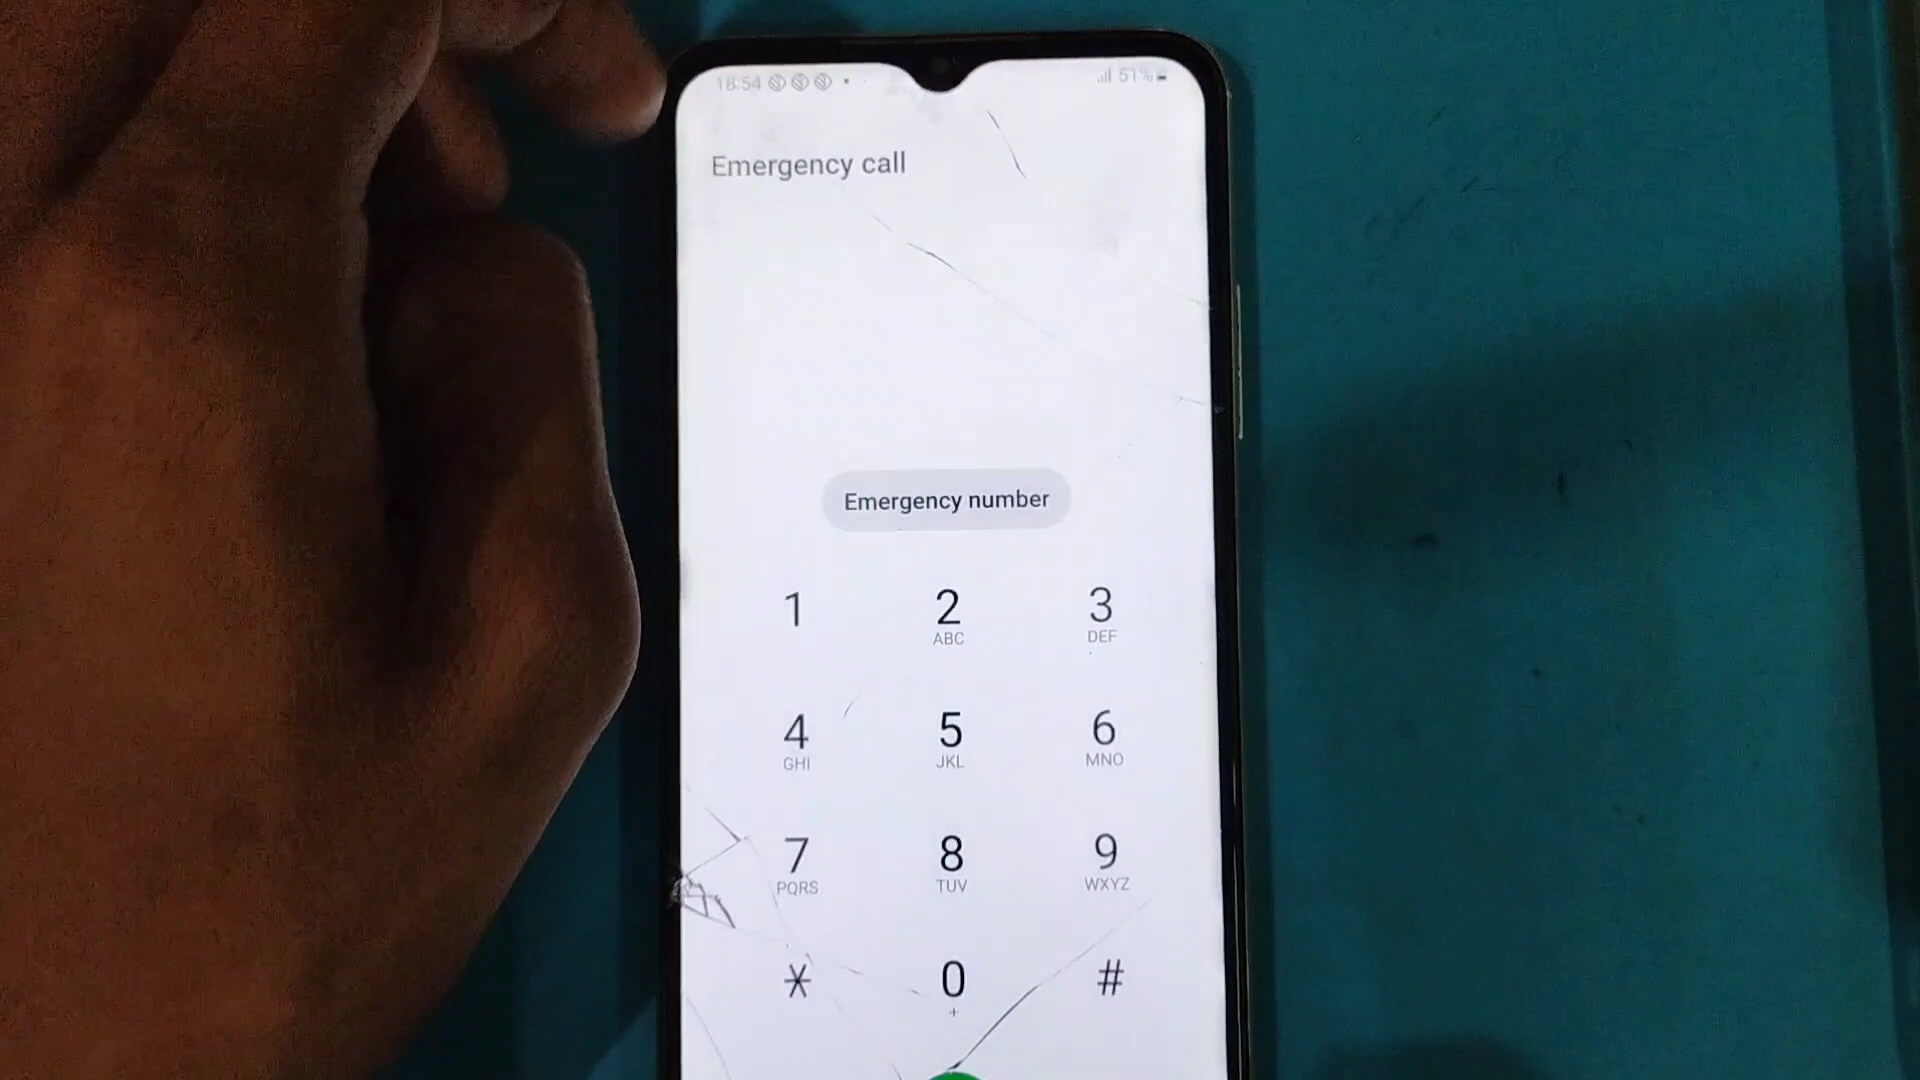 18:54 51%
Emergency call
Emergency number
1 2 3
ABC DEF
4 5 6
GHI JKL MNO
7 8 9
PQRS TUV WXYZ
* 0 #
+